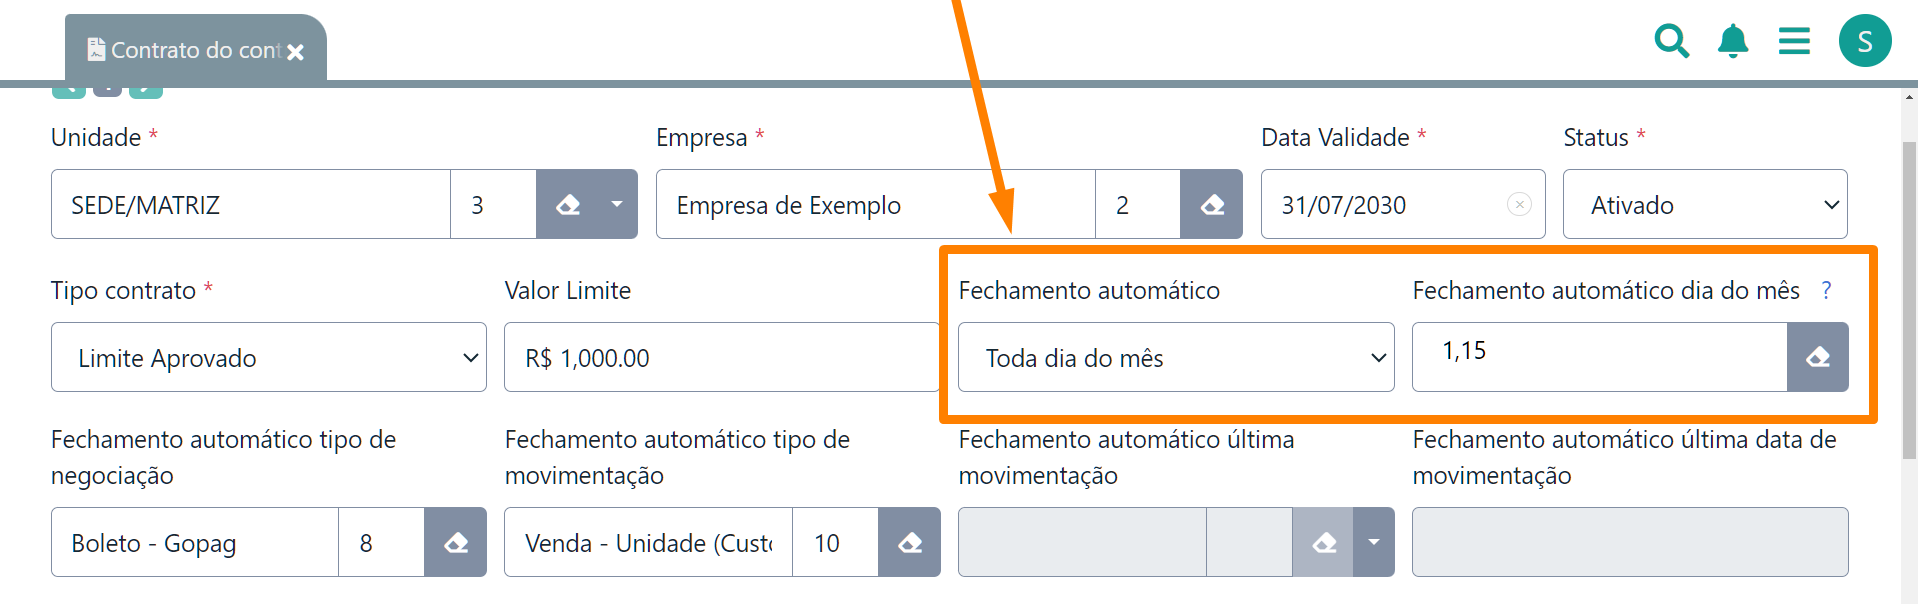 Contrato do cont
S
Unidade *
Empresa *
Data Validade *
Status *
SEDE/MATRIZ
3
Empresa de Exemplo
2
31/07/2030
Ativado
Tipo contrato *
Valor Limite
Fechamento automático
Fechamento automático dia do mês ?
Limite Aprovado
R$ 1,000.00
Toda dia do mês
1,15
Fechamento automático tipo de
negociação
Fechamento automático tipo de
movimentação
Fechamento automático última
movimentação
Fechamento automático última data de
movimentação
Boleto - Gopag
8
Venda - Unidade (Custo
10